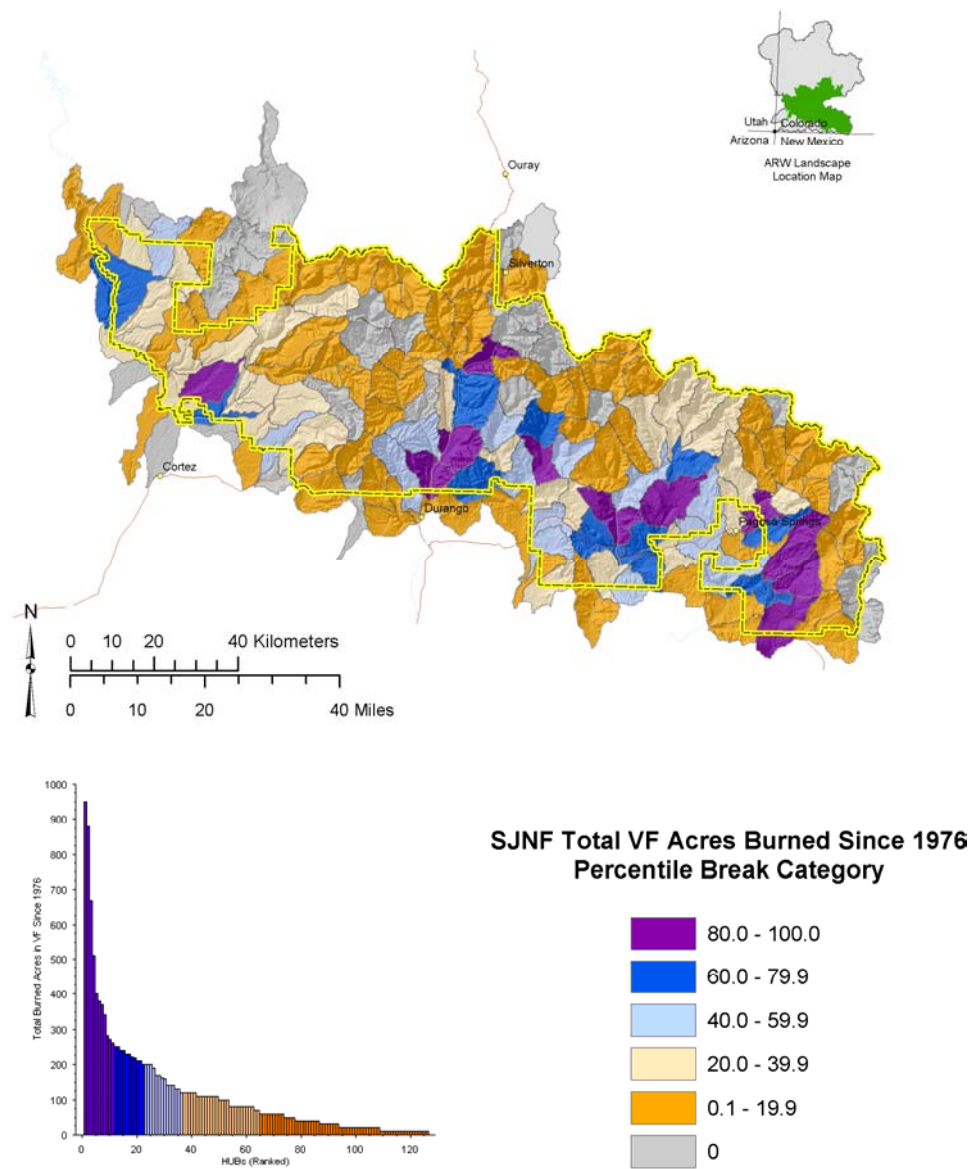 Utah Colorado
Arizona New Mexico
ARW Landscape
Location Map
Ouray
Silverton
Cortez
Durango
Pagosa Springs
N
0 10 20 40 Kilometers
0 10 20 40 Miles
1000
900
800
700
600
500
400
300
200
100
0
Total Burned Acres in VF Since 1976
0 20 40 60 80 100 120
HUBs (Ranked)
SJNF Total VF Acres Burned Since 1976
Percentile Break Category
80.0 - 100.0
60.0 - 79.9
40.0 - 59.9
20.0 - 39.9
0.1 - 19.9
0